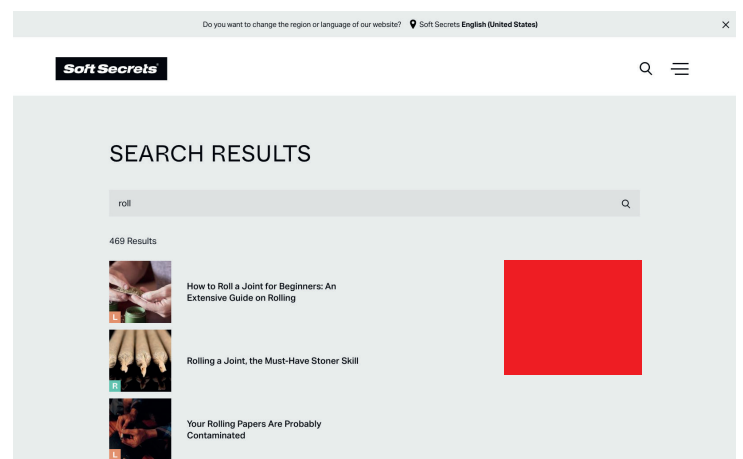 Do you want to change the region or language of our website? Soft Secrets English (United States)
Soft Secrets
SEARCH RESULTS
roll
469 Results
How to Roll a Joint for Beginners: An
Extensive Guide on Rolling
L
Rolling a Joint, the Must-Have Stoner Skill
R
Your Rolling Papers Are Probably
Contaminated
L